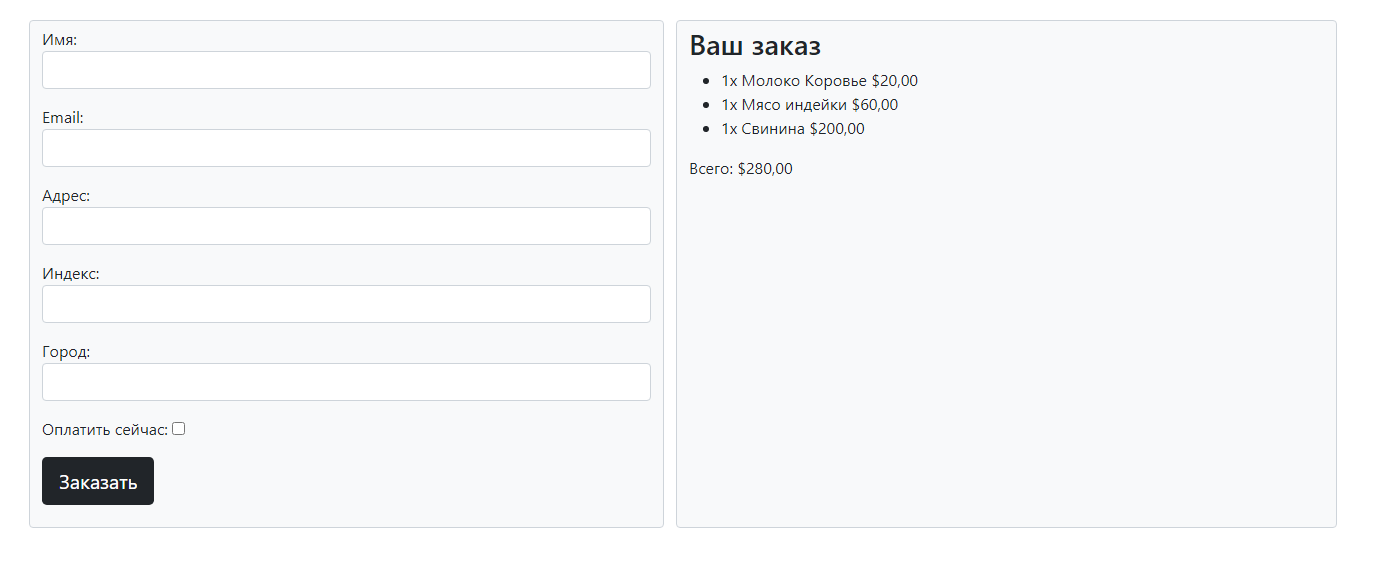 Имя:
Email:
Адрес:
Индекс:
Город:
Оплатить сейчас:
Заказать
Ваш заказ
1x Молоко Коровье $20,00
1x Мясо индейки $60,00
1x Свинина $200,00
Всего: $280,00